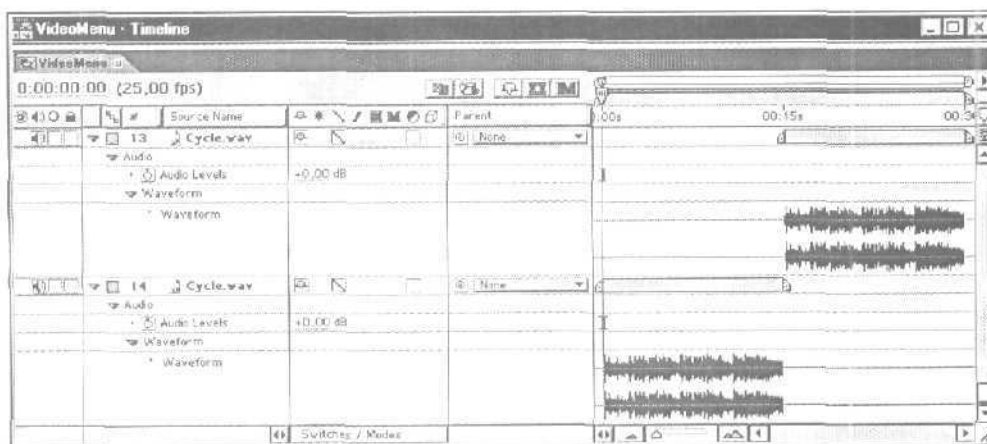 VideoMenu · Timeline
VideoMenu
0:00:00:00 (25,00 fps)
# Source Name Parent 00s 00:15s 00:3
13 Cycle.wav None
Audio
Audio Levels +0,00 dB
Waveform
Waveform
14 Cycle.wav None
Audio
Audio Levels +0,00 dB
Waveform
Waveform
Switches / Modes